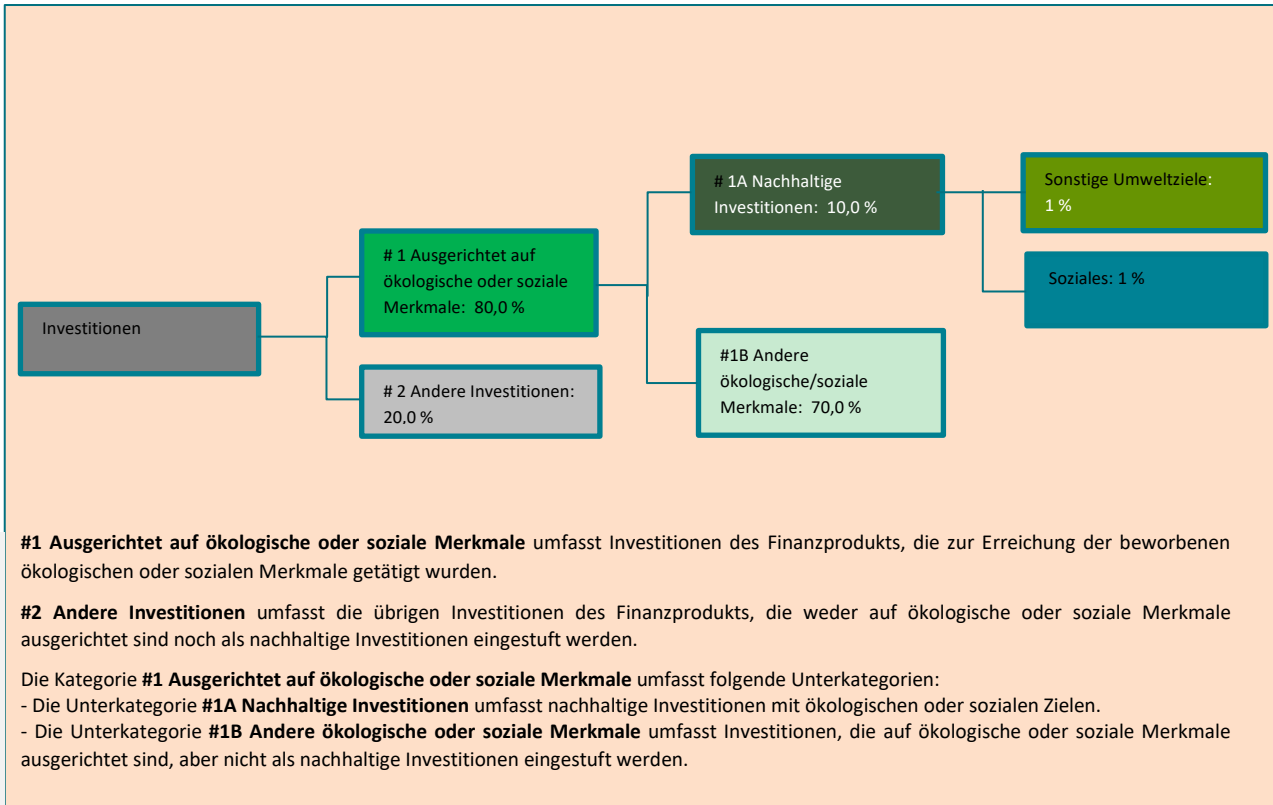 # 1A Nachhaltige
Investitionen: 10,0 %
Sonstige Umweltziele:
1 %
# 1 Ausgerichtet auf
ökologische oder soziale
Merkmale: 80,0 %
Soziales: 1 %
Investitionen
#1B Andere
ökologische/soziale
Merkmale: 70,0 %
# 2 Andere Investitionen:
20,0 %
#1 Ausgerichtet auf ökologische oder soziale Merkmale umfasst Investitionen des Finanzprodukts, die zur Erreichung der beworbenen
ökologischen oder sozialen Merkmale getätigt wurden.
#2 Andere Investitionen umfasst die übrigen Investitionen des Finanzprodukts, die weder auf ökologische oder soziale Merkmale
ausgerichtet sind noch als nachhaltige Investitionen eingestuft werden.
Die Kategorie #1 Ausgerichtet auf ökologische oder soziale Merkmale umfasst folgende Unterkategorien:
- Die Unterkategorie #1A Nachhaltige Investitionen umfasst nachhaltige Investitionen mit ökologischen oder sozialen Zielen.
- Die Unterkategorie #1B Andere ökologische oder soziale Merkmale umfasst Investitionen, die auf ökologische oder soziale Merkmale
ausgerichtet sind, aber nicht als nachhaltige Investitionen eingestuft werden.